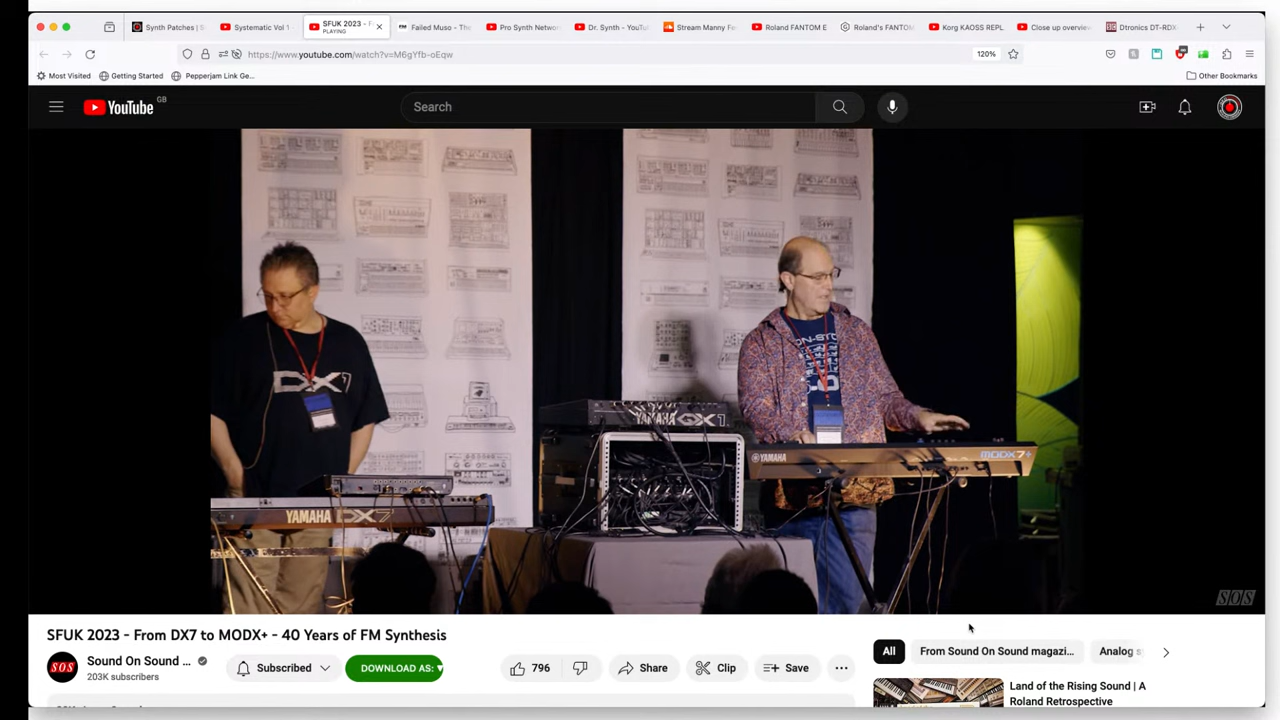 Synth Patches | S
Systematic Vol 1 -
SFUK 2023 - F
PLAYING
Failed Muso - The
Pro Synth Network
Dr. Synth - YouTu
Stream Manny Fe
Roland FANTOM E
Roland's FANTOM
Korg KAOSS REPL
Close up overview
Dtronics DT-RDX
https://www.youtube.com/watch?v=M6gYfb-oEqw
120%
Most Visited
Getting Started
Pepperjam Link Ge...
Other Bookmarks
YouTube GB
Search
DX7
GX1
YAMAHA
MODX7+
YAMAHA DX7
SOS
SFUK 2023 - From DX7 to MODX+ - 40 Years of FM Synthesis
SOS
Sound On Sound ...
203K subscribers
Subscribed
DOWNLOAD AS:
796
Share
Clip
Save
All
From Sound On Sound magazi...
Analog s
Land of the Rising Sound | A
Roland Retrospective